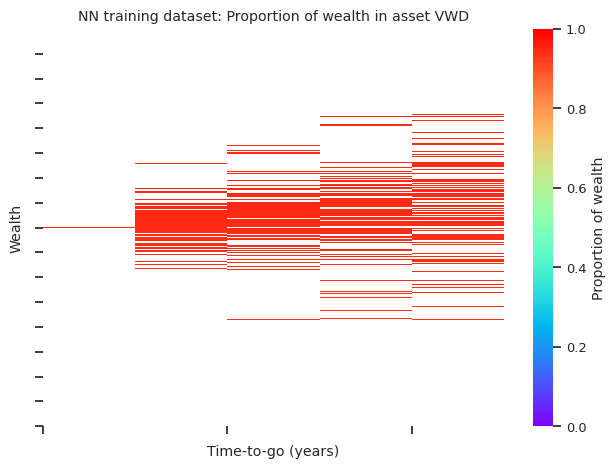 NN training dataset: Proportion of wealth in asset VWD
1.0
0.8
0.6
0.4
0.2
0.0
Proportion of wealth
Wealth
Time-to-go (years)